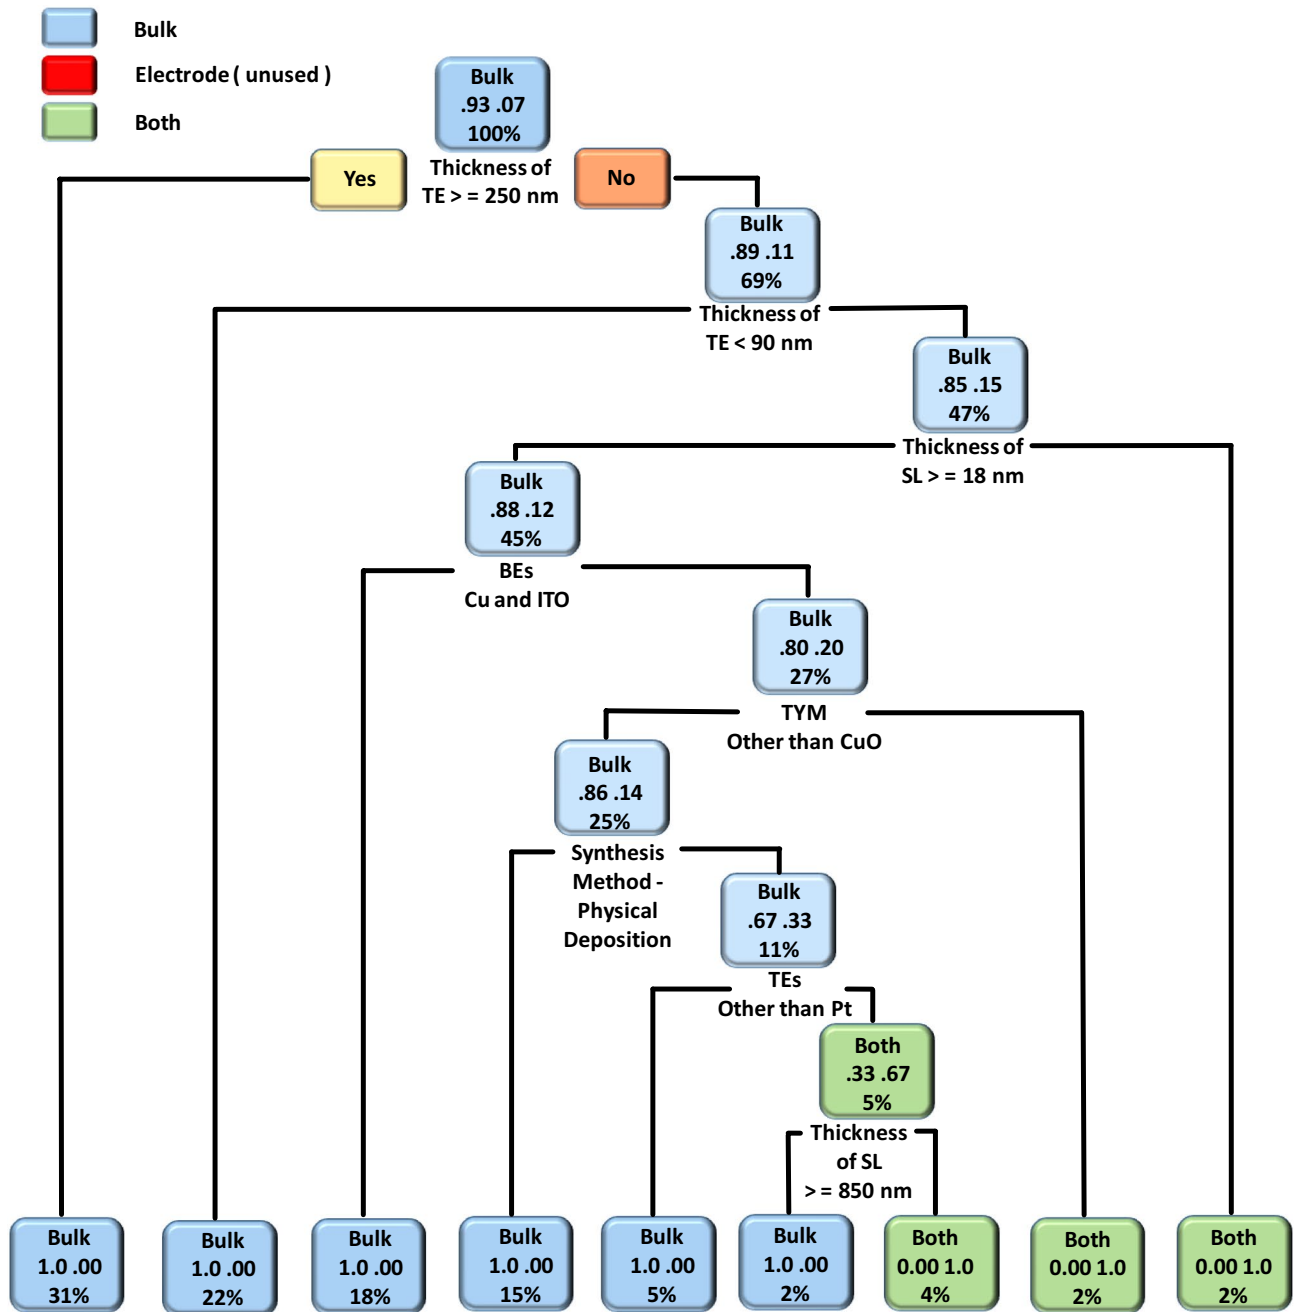 Bulk
Electrode ( unused )
Both
Bulk
.93 .07
100%
Yes
Thickness of
TE > = 250 nm
No
Bulk
.89 .11
69%
Thickness of
TE < 90 nm
Bulk
.85 .15
47%
Thickness of
SL > = 18 nm
Bulk
.88 .12
45%
BEs
Cu and ITO
Bulk
.80 .20
27%
TYM
Other than CuO
Bulk
.86 .14
25%
Synthesis
Method -
Physical
Deposition
Bulk
.67 .33
11%
TEs
Other than Pt
Both
.33 .67
5%
Thickness
of SL
> = 850 nm
Bulk
1.0 .00
31%
Bulk
1.0 .00
22%
Bulk
1.0 .00
18%
Bulk
1.0 .00
15%
Bulk
1.0 .00
5%
Bulk
1.0 .00
2%
Both
0.00 1.0
4%
Both
0.00 1.0
2%
Both
0.00 1.0
2%